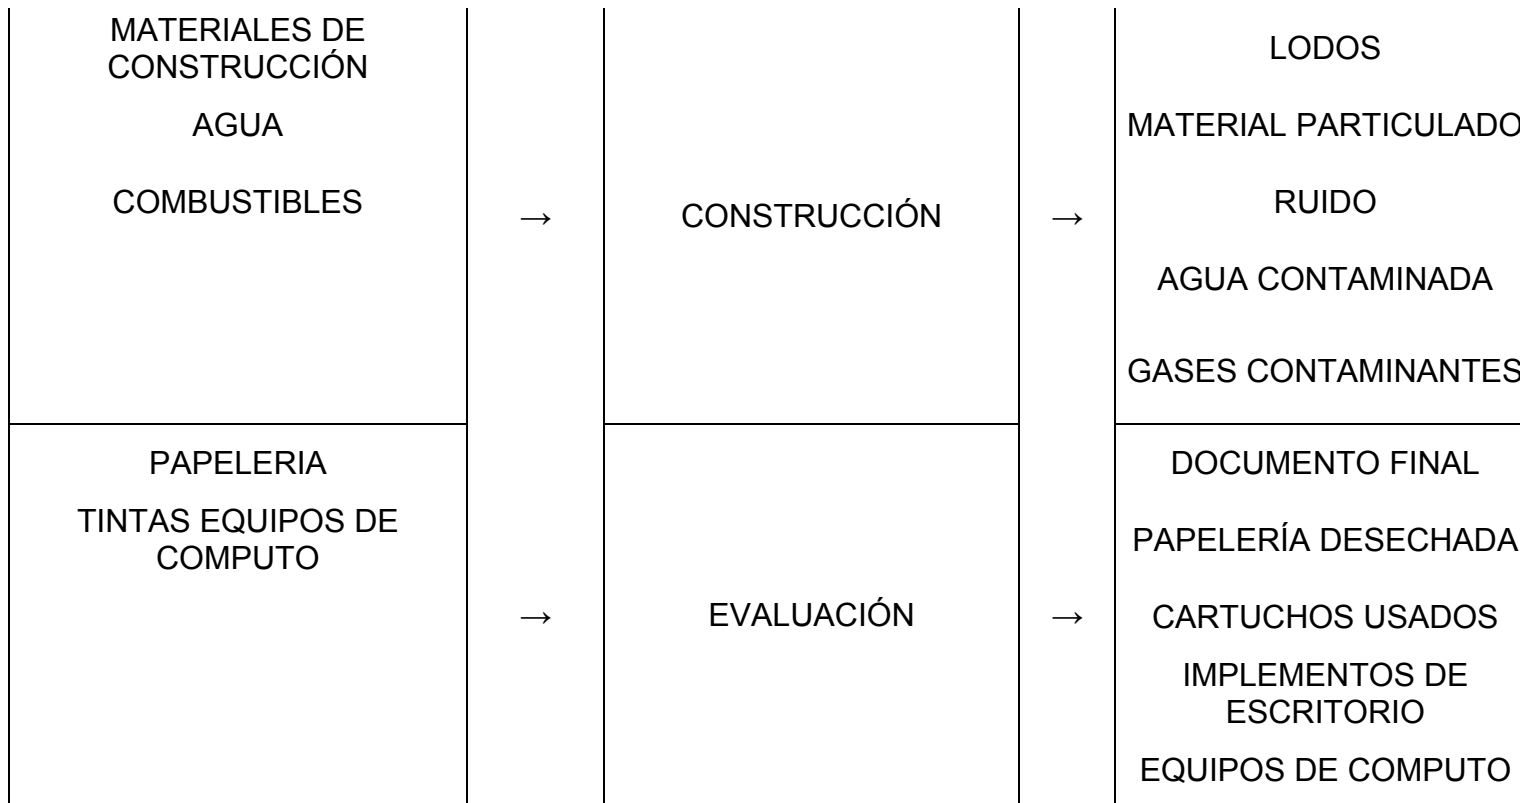 MATERIALES DE
CONSTRUCCIÓN
AGUA
COMBUSTIBLES
→
CONSTRUCCIÓN
→
LODOS
MATERIAL PARTICULADO
RUIDO
AGUA CONTAMINADA
GASES CONTAMINANTES
PAPELERIA
TINTAS EQUIPOS DE
COMPUTO
→
EVALUACIÓN
→
DOCUMENTO FINAL
PAPELERÍA DESECHADA
CARTUCHOS USADOS
IMPLEMENTOS DE
ESCRITORIO
EQUIPOS DE COMPUTO